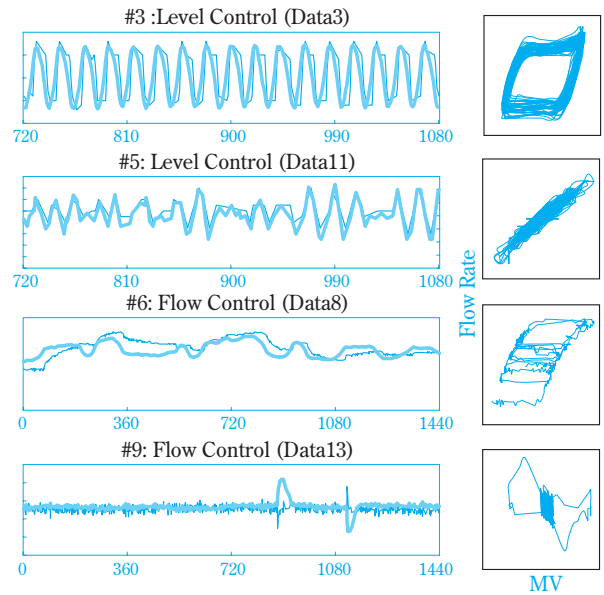 #3 :Level Control (Data3)
720 810 900 990 1080
#5: Level Control (Data11)
720 810 900 990 1080
Flow Rate
#6: Flow Control (Data8)
0 360 720 1080 1440
#9: Flow Control (Data13)
0 360 720 1080 1440
MV